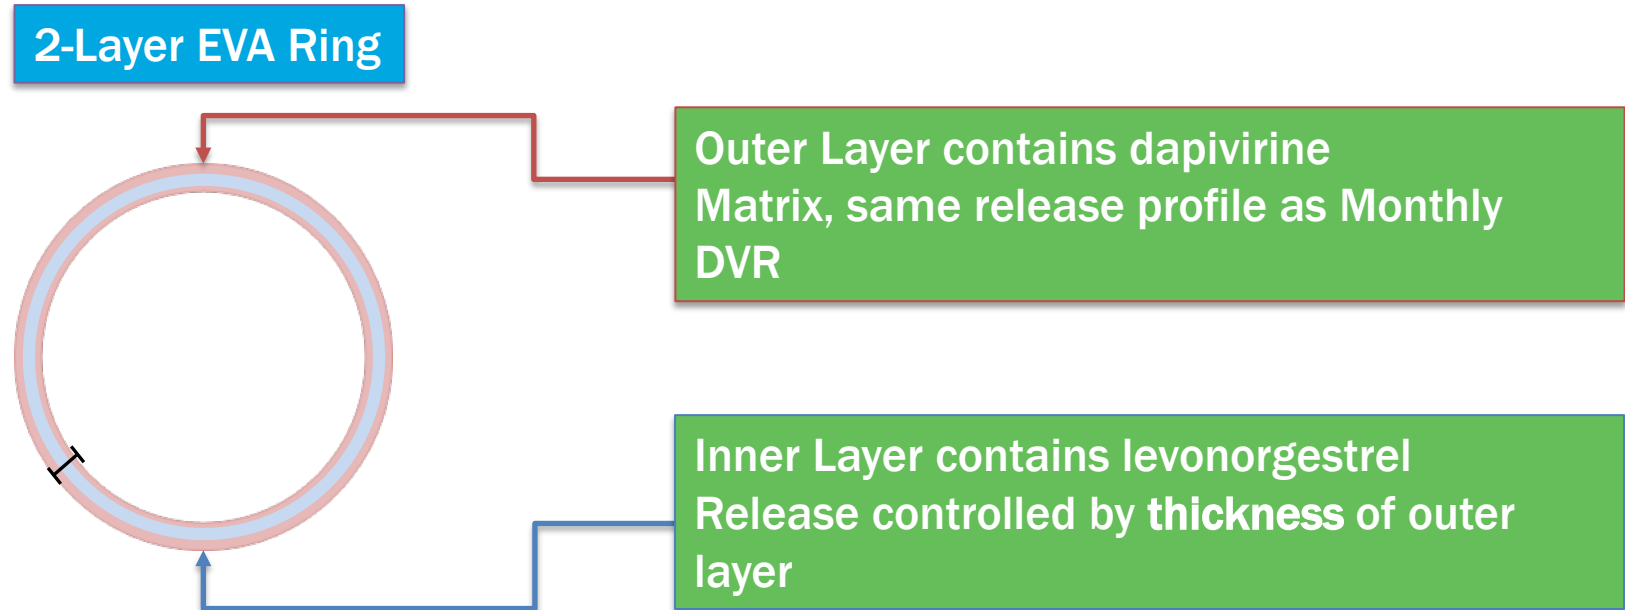 2-Layer EVA Ring
Outer Layer contains dapivirine
Matrix, same release profile as Monthly
DVR
Inner Layer contains levonorgestrel
Release controlled by thickness of outer
layer